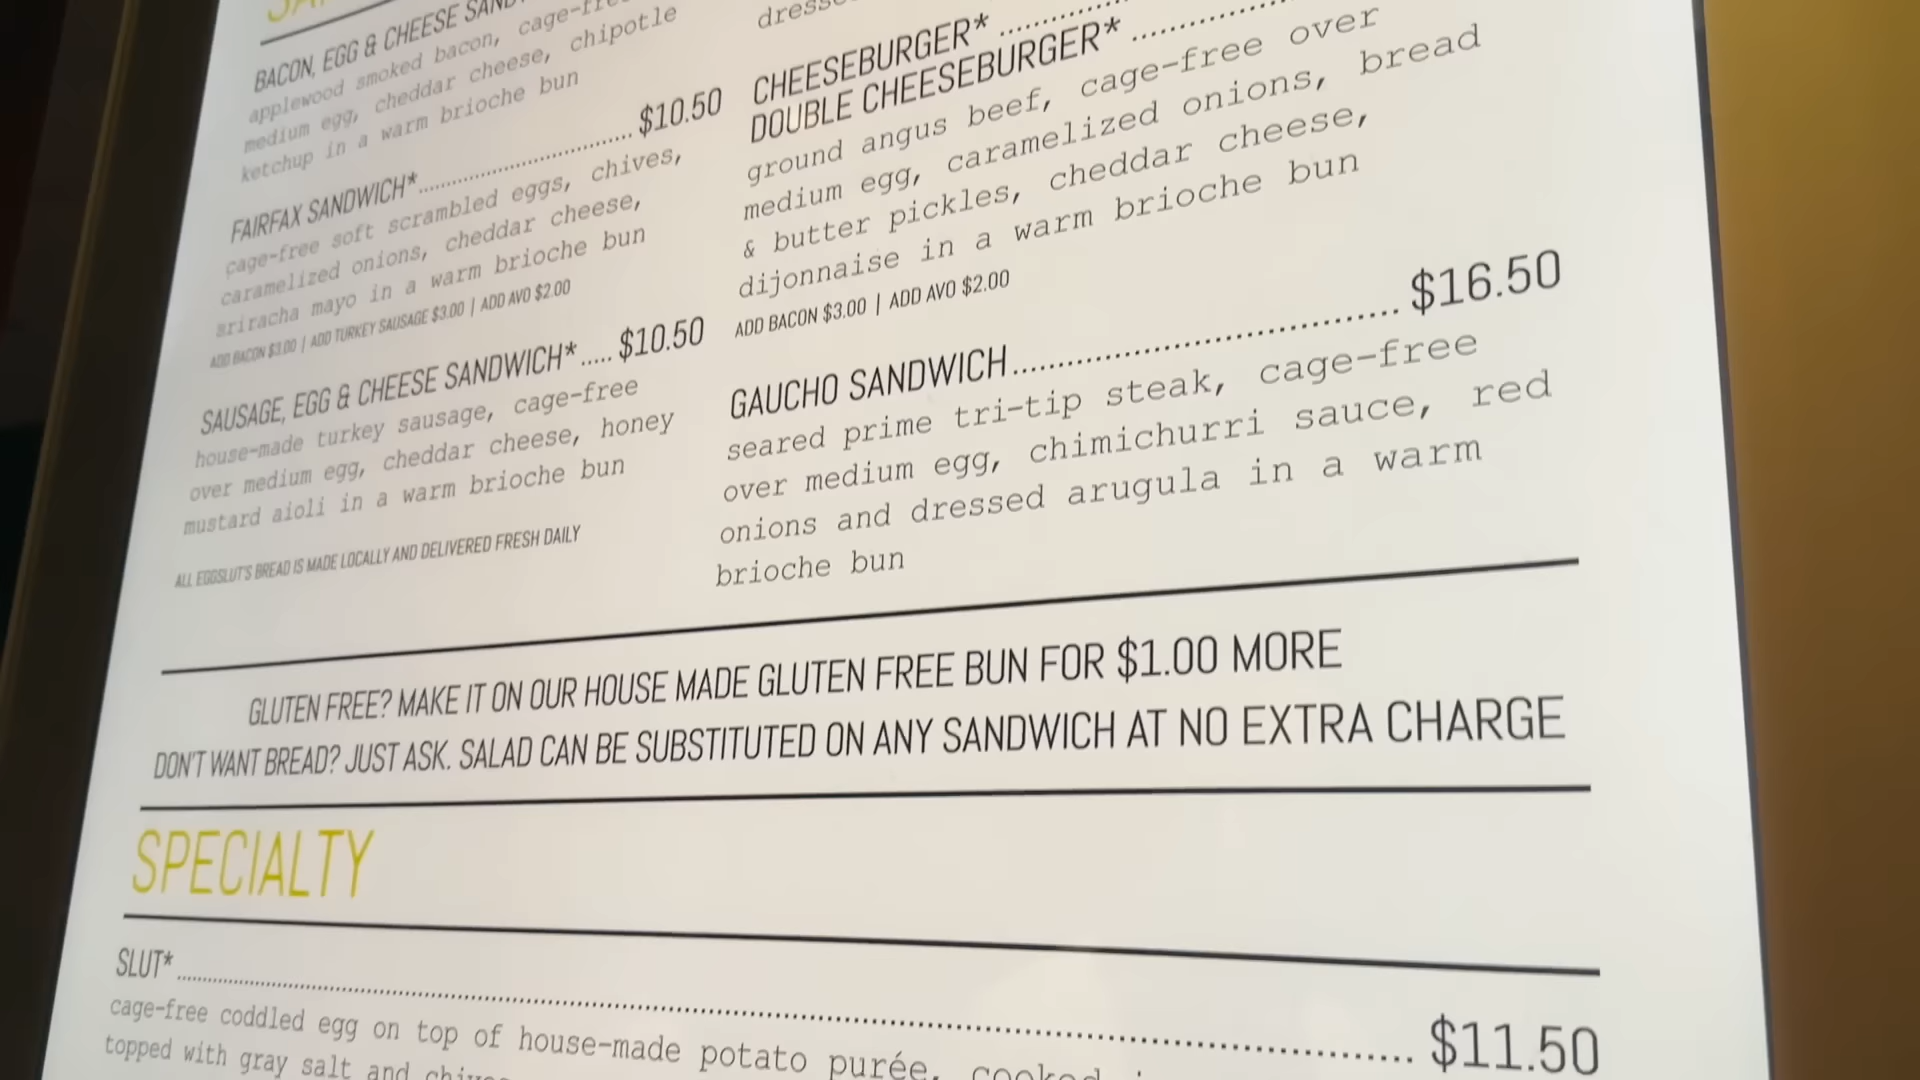 BACON, EGG & CHEESE
applewood smoked bacon,
medium egg, cheddar cheese, chipotle
ketchup in a warm brioche bun
FAIRFAX SANDWICH* $10.50
cage-free soft scrambled eggs, chives,
caramelized onions, cheddar cheese,
sriracha mayo in a warm brioche bun
ADD BACON $3.00 | ADD TURKEY SAUSAGE $3.00 | ADD AVO $2.00
SAUSAGE, EGG & CHEESE SANDWICH* ..... $10.50
house-made turkey sausage, cage-free
over medium egg, cheddar cheese, honey
mustard aioli in a warm brioche bun
ALL EGGSLUT'S BREAD IS MADE LOCALLY AND DELIVERED FRESH DAILY
CHEESEBURGER*
DOUBLE CHEESEBURGER*
ground angus beef, cage-free over
medium egg, caramelized onions, bread
& butter pickles, cheddar cheese,
dijonnaise in a warm brioche bun
ADD BACON $3.00 | ADD AVO $2.00
GAUCHO SANDWICH $16.50
seared prime tri-tip steak, cage-free
over medium egg, chimichurri sauce, red
onions and dressed arugula in a warm
brioche bun
GLUTEN FREE? MAKE IT ON OUR HOUSE MADE GLUTEN FREE BUN FOR $1.00 MORE
DON'T WANT BREAD? JUST ASK. SALAD CAN BE SUBSTITUTED ON ANY SANDWICH AT NO EXTRA CHARGE
SPECIALTY
SLUT* $11.50
cage-free coddled egg on top of house-made potato purée,
topped with gray salt and